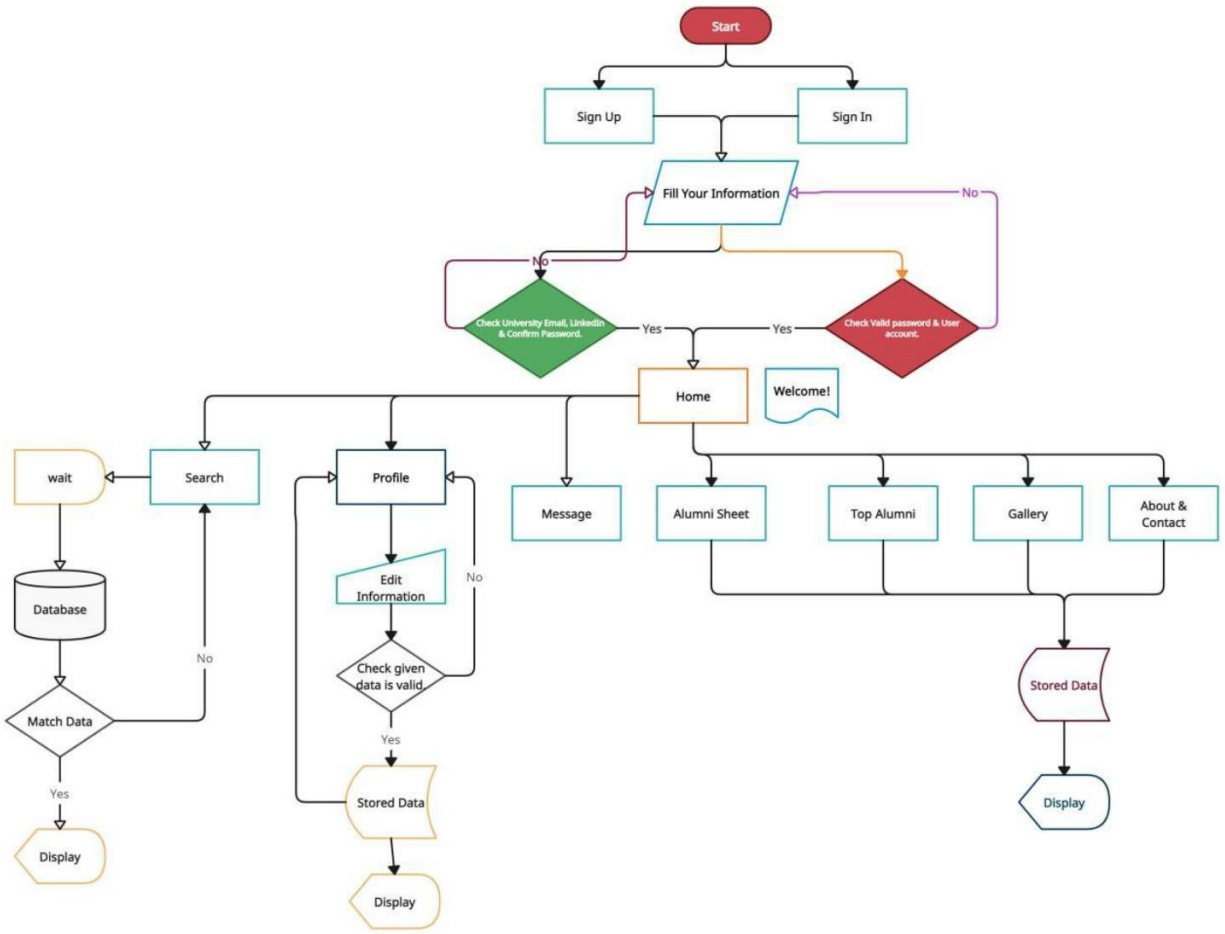 Start
Sign Up
Sign In
Fill Your Information
No
No
Check University Email, LinkedIn
& Confirm Password.
Yes
Yes
Check Valid password & User
account.
Home
Welcome!
wait
Search
Profile
Message
Alumni Sheet
Top Alumni
Gallery
About &
Contact
Edit
Information
No
Database
No
Check given
data is valid.
Stored Data
Match Data
Yes
Yes
Stored Data
Display
Display
Display